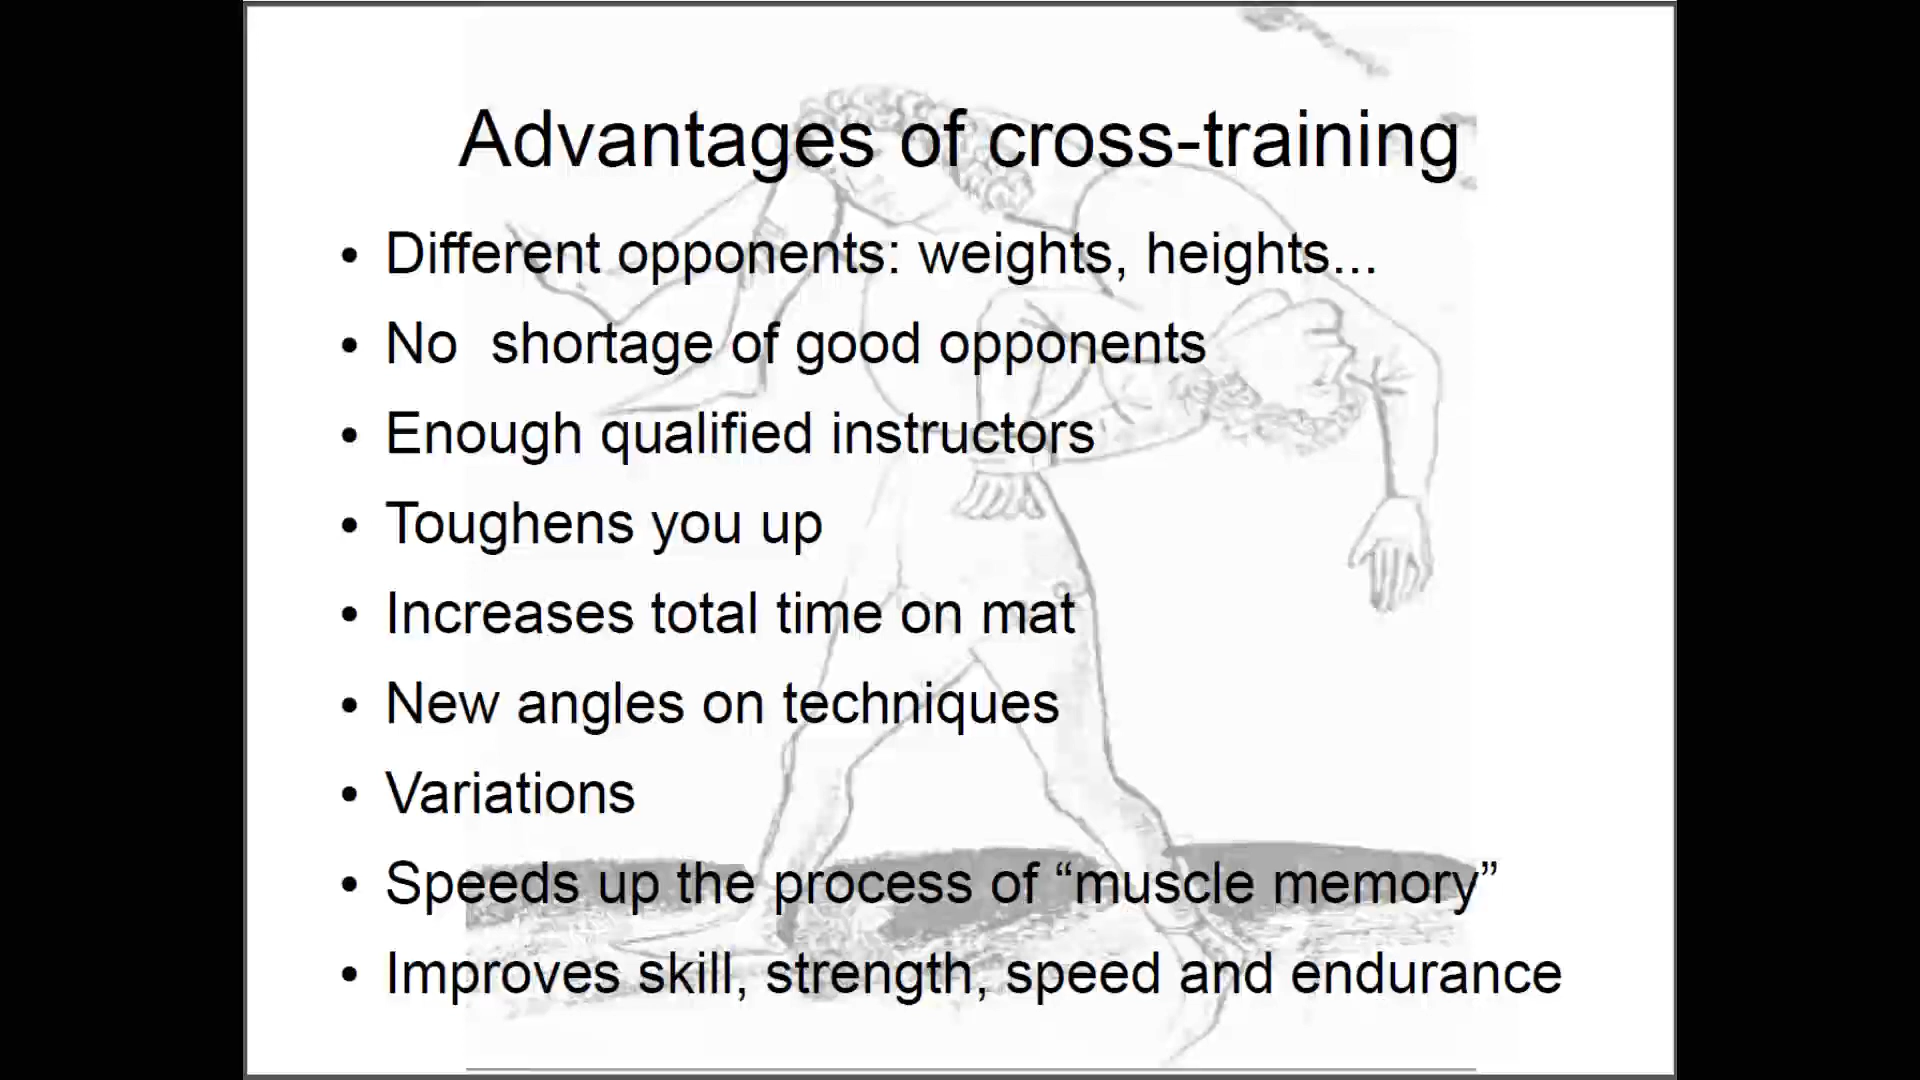 Advantages of cross-training
• Different opponents: weights, heights...
• No  shortage of good opponents
• Enough qualified instructors
• Toughens you up
• Increases total time on mat
• New angles on techniques
• Variations
• Speeds up the process of “muscle memory”
• Improves skill, strength, speed and endurance